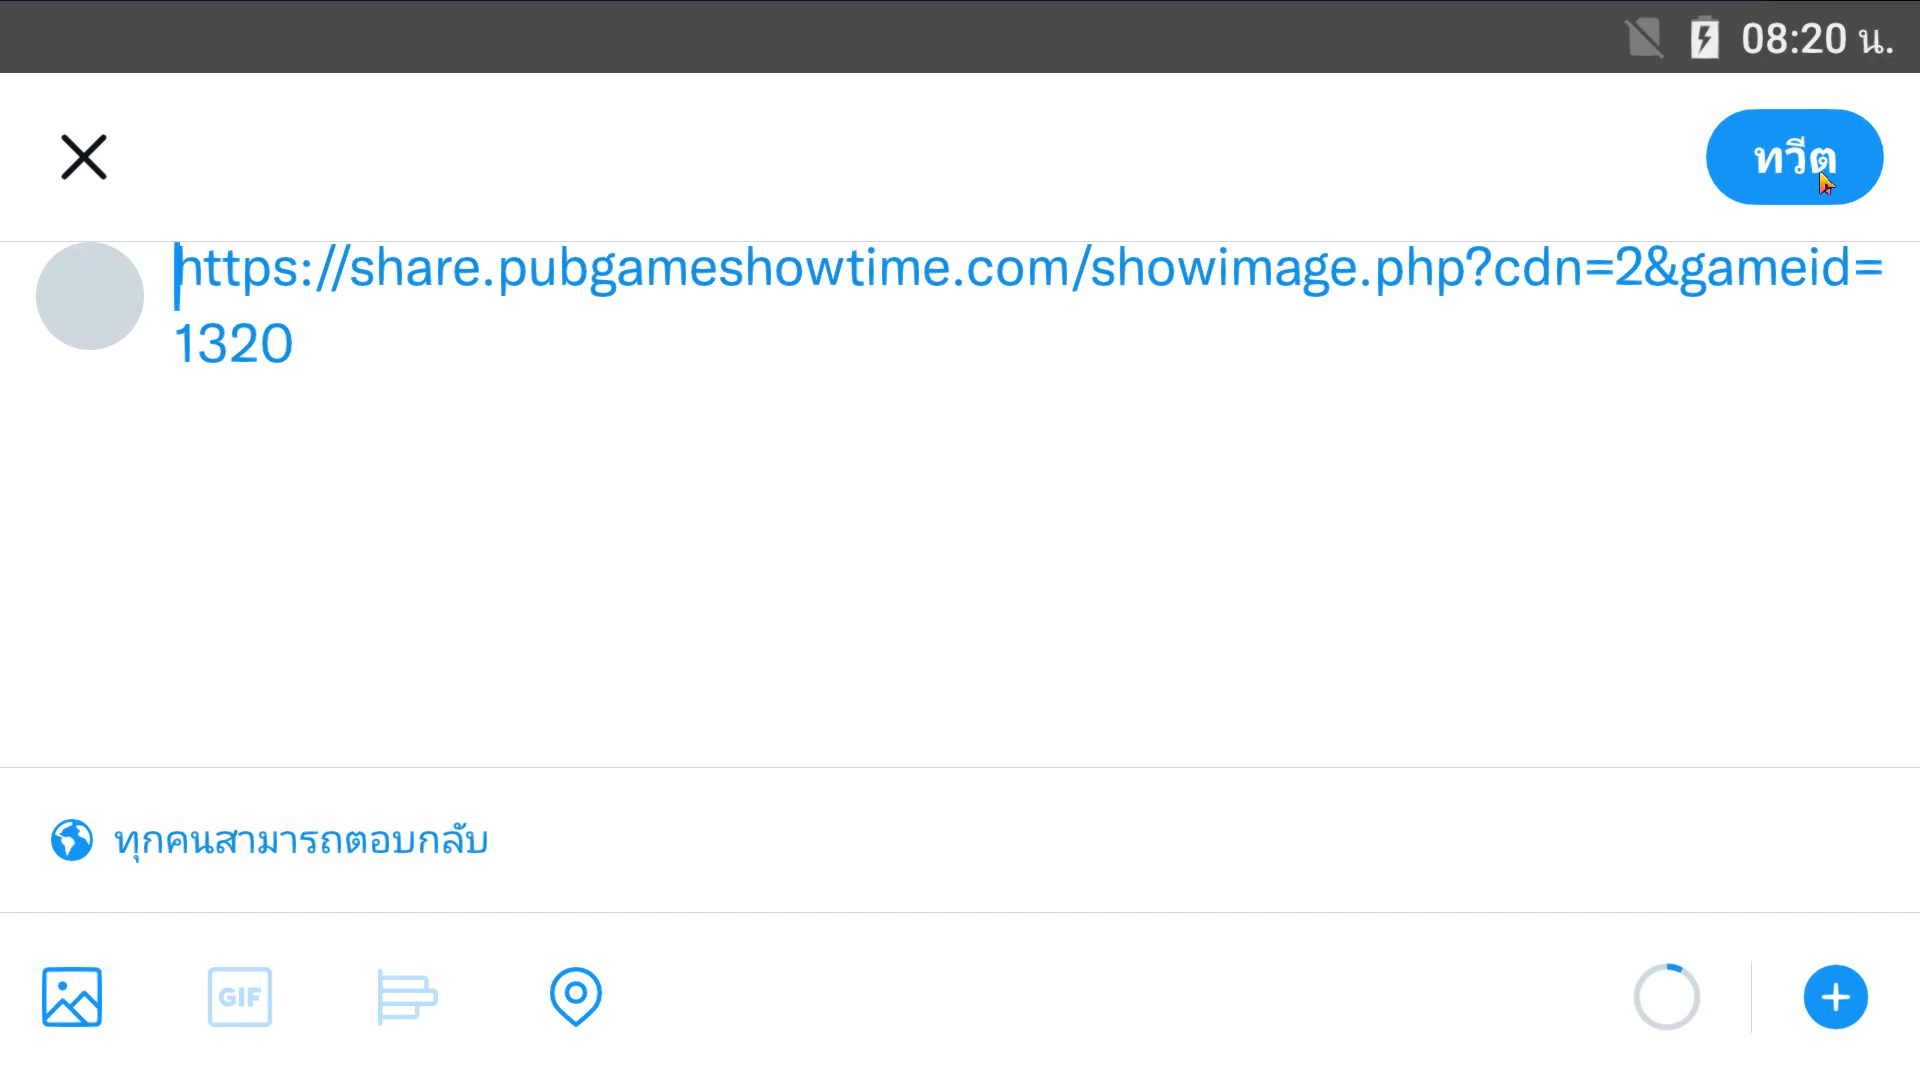 08:20 น.
ทวีต
https://share.pubgameshowtime.com/showimage.php?cdn=2&gameid=
1320
ทุกคนสามารถตอบกลับ
GIF